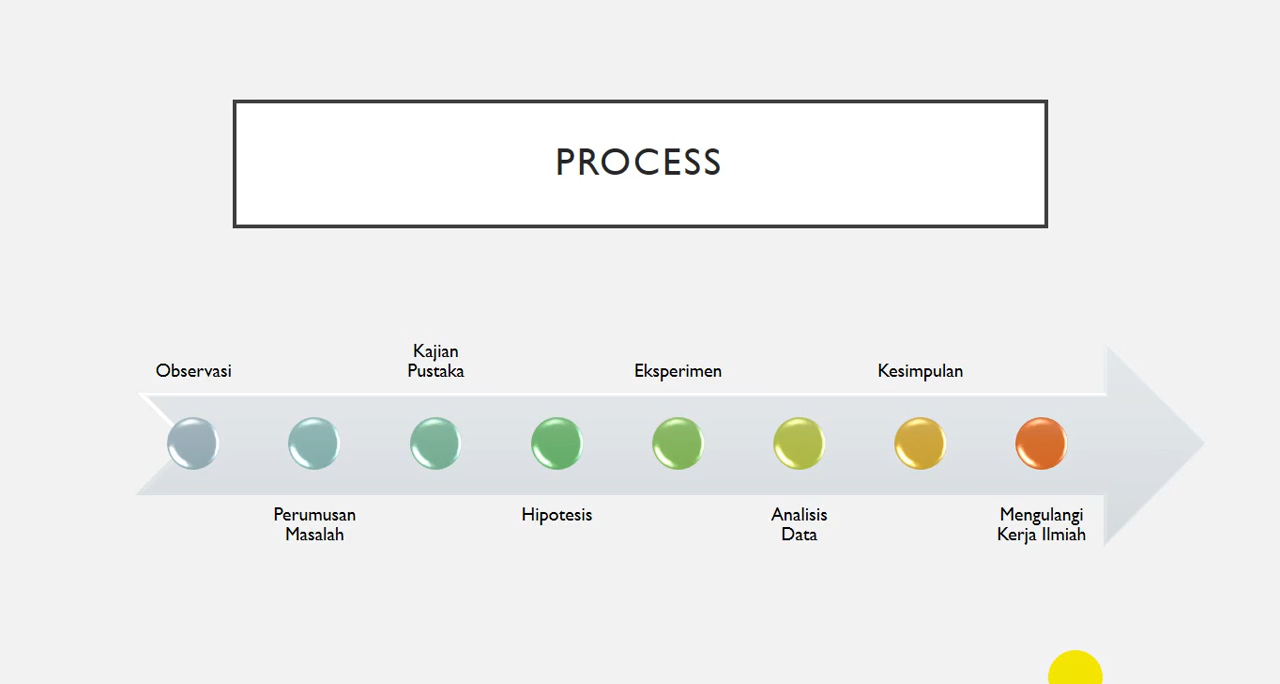 PROCESS
Observasi
Perumusan
Masalah
Kajian
Pustaka
Hipotesis
Eksperimen
Analisis
Data
Kesimpulan
Mengulangi
Kerja Ilmiah